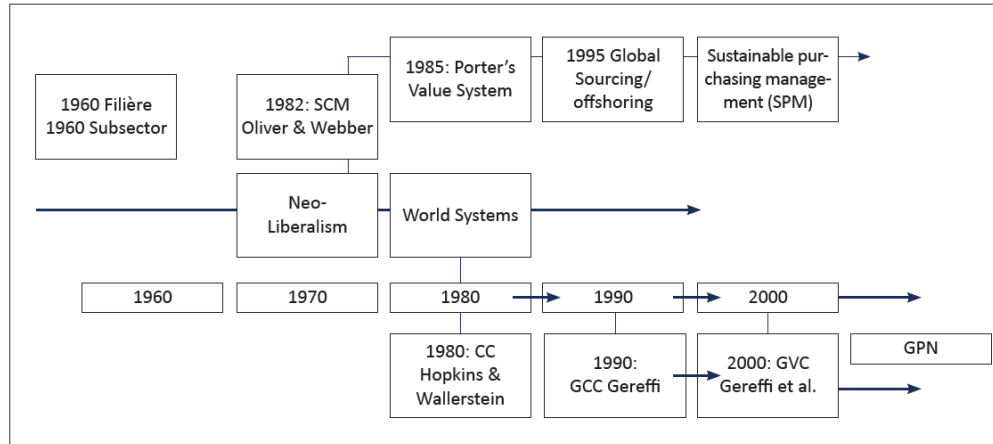 1960 Filière
1960 Subsector
1982: SCM
Oliver & Webber
1985: Porter’s
Value System
1995 Global
Sourcing/
offshoring
Sustainable pur-
chasing manage-
ment (SPM)
Neo-
Liberalism
World Systems
1960
1970
1980
1990
2000
1980: CC
Hopkins &
Wallerstein
1990:
GCC Gereffi
2000: GVC
Gereffi et al.
GPN